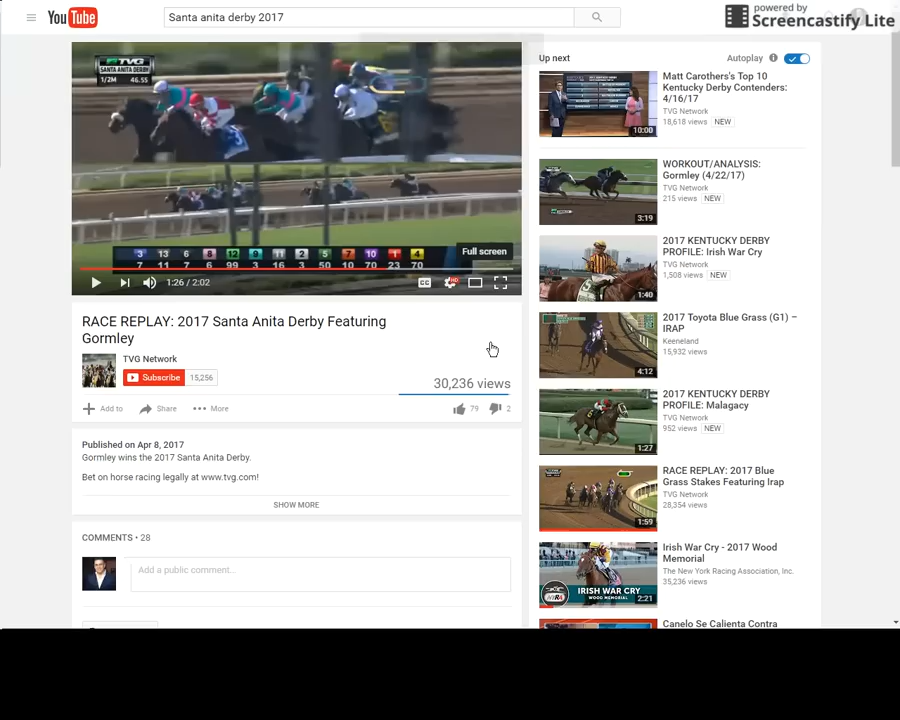 YouTube
Santa anita derby 2017
powered by
Screencastify Lite
TVG
SANTA ANITA DERBY
1/2M 46.55
3 13 6 8 12 9 11 2 5 7 10 1 4
7 11 7 6 99 3 16 3 50 10 70 23 70
Full screen
CC
HD
1:26 / 2:02
RACE REPLAY: 2017 Santa Anita Derby Featuring
Gormley
TVG Network
Subscribe 15,256
30,236 views
Add to Share More
79 2
Published on Apr 8, 2017
Gormley wins the 2017 Santa Anita Derby.
Bet on horse racing legally at www.tvg.com!
SHOW MORE
COMMENTS • 28
Add a public comment...
Up next
Autoplay
Matt Carothers's Top 10
Kentucky Derby Contenders:
4/16/17
TVG Network
18,618 views NEW
10:00
WORKOUT/ANALYSIS:
Gormley (4/22/17)
TVG Network
215 views NEW
3:19
2017 KENTUCKY DERBY
PROFILE: Irish War Cry
TVG Network
1,508 views NEW
1:40
2017 Toyota Blue Grass (G1) –
IRAP
Keeneland
15,932 views
4:12
2017 KENTUCKY DERBY
PROFILE: Malagacy
TVG Network
952 views NEW
1:27
RACE REPLAY: 2017 Blue
Grass Stakes Featuring Irap
TVG Network
28,354 views
1:59
Irish War Cry - 2017 Wood
Memorial
The New York Racing Association, Inc.
35,236 views
IRISH WAR CRY
WOOD MEMORIAL
NYRA
2:21
Canelo Se Calienta Contra